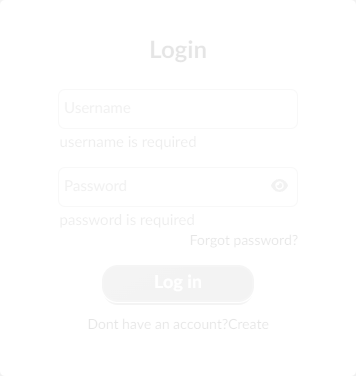 Login
Username
username is required
Password
password is required
Forgot password?
Log in
Dont have an account?Create